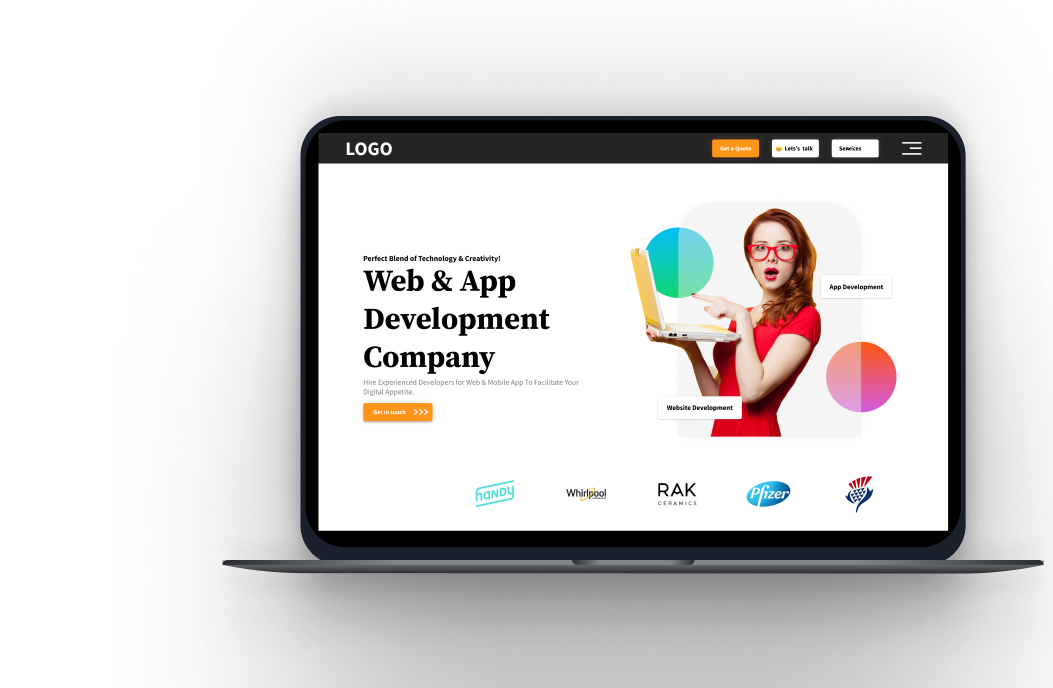 LOGO
Get a Quote
Lets's talk
Services
Perfect Blend of Technology & Creativity!
Web & App
Development
Company
Hire Experienced Developers for Web & Mobile App To Facilitate Your
Digital Appetite.
Get in touch
App Development
Website Development
hANDY
Whirlpool
RAK
CERAMICS
Pfizer